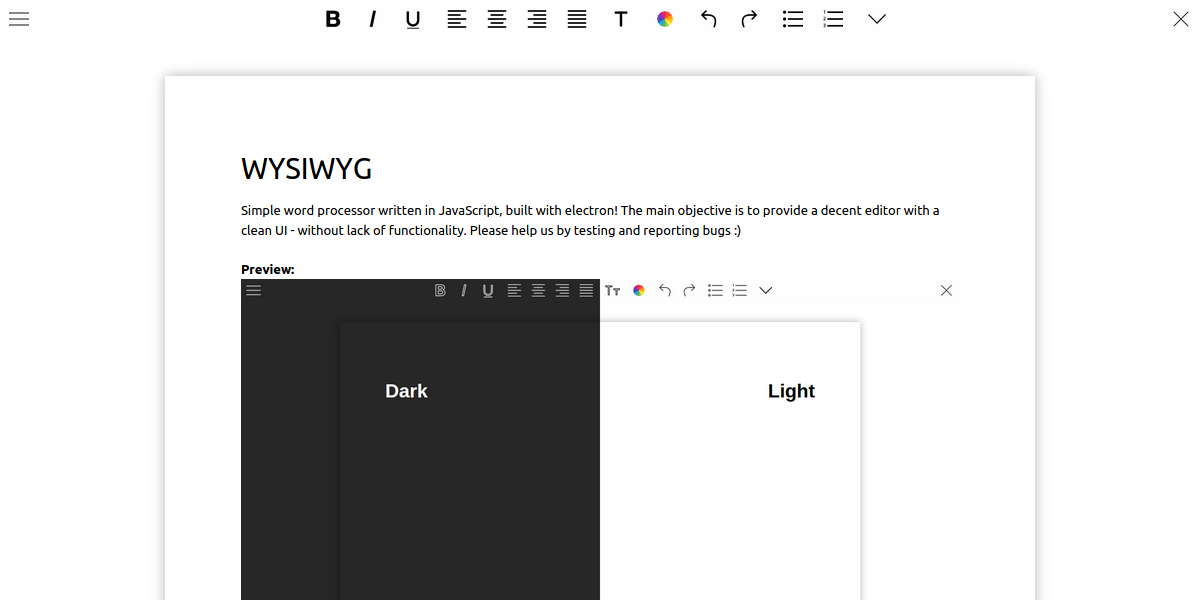 B I U T
WYSIWYG
Simple word processor written in JavaScript, built with electron! The main objective is to provide a decent editor with a
clean UI - without lack of functionality. Please help us by testing and reporting bugs :)
Preview:
B I U TT
Dark Light